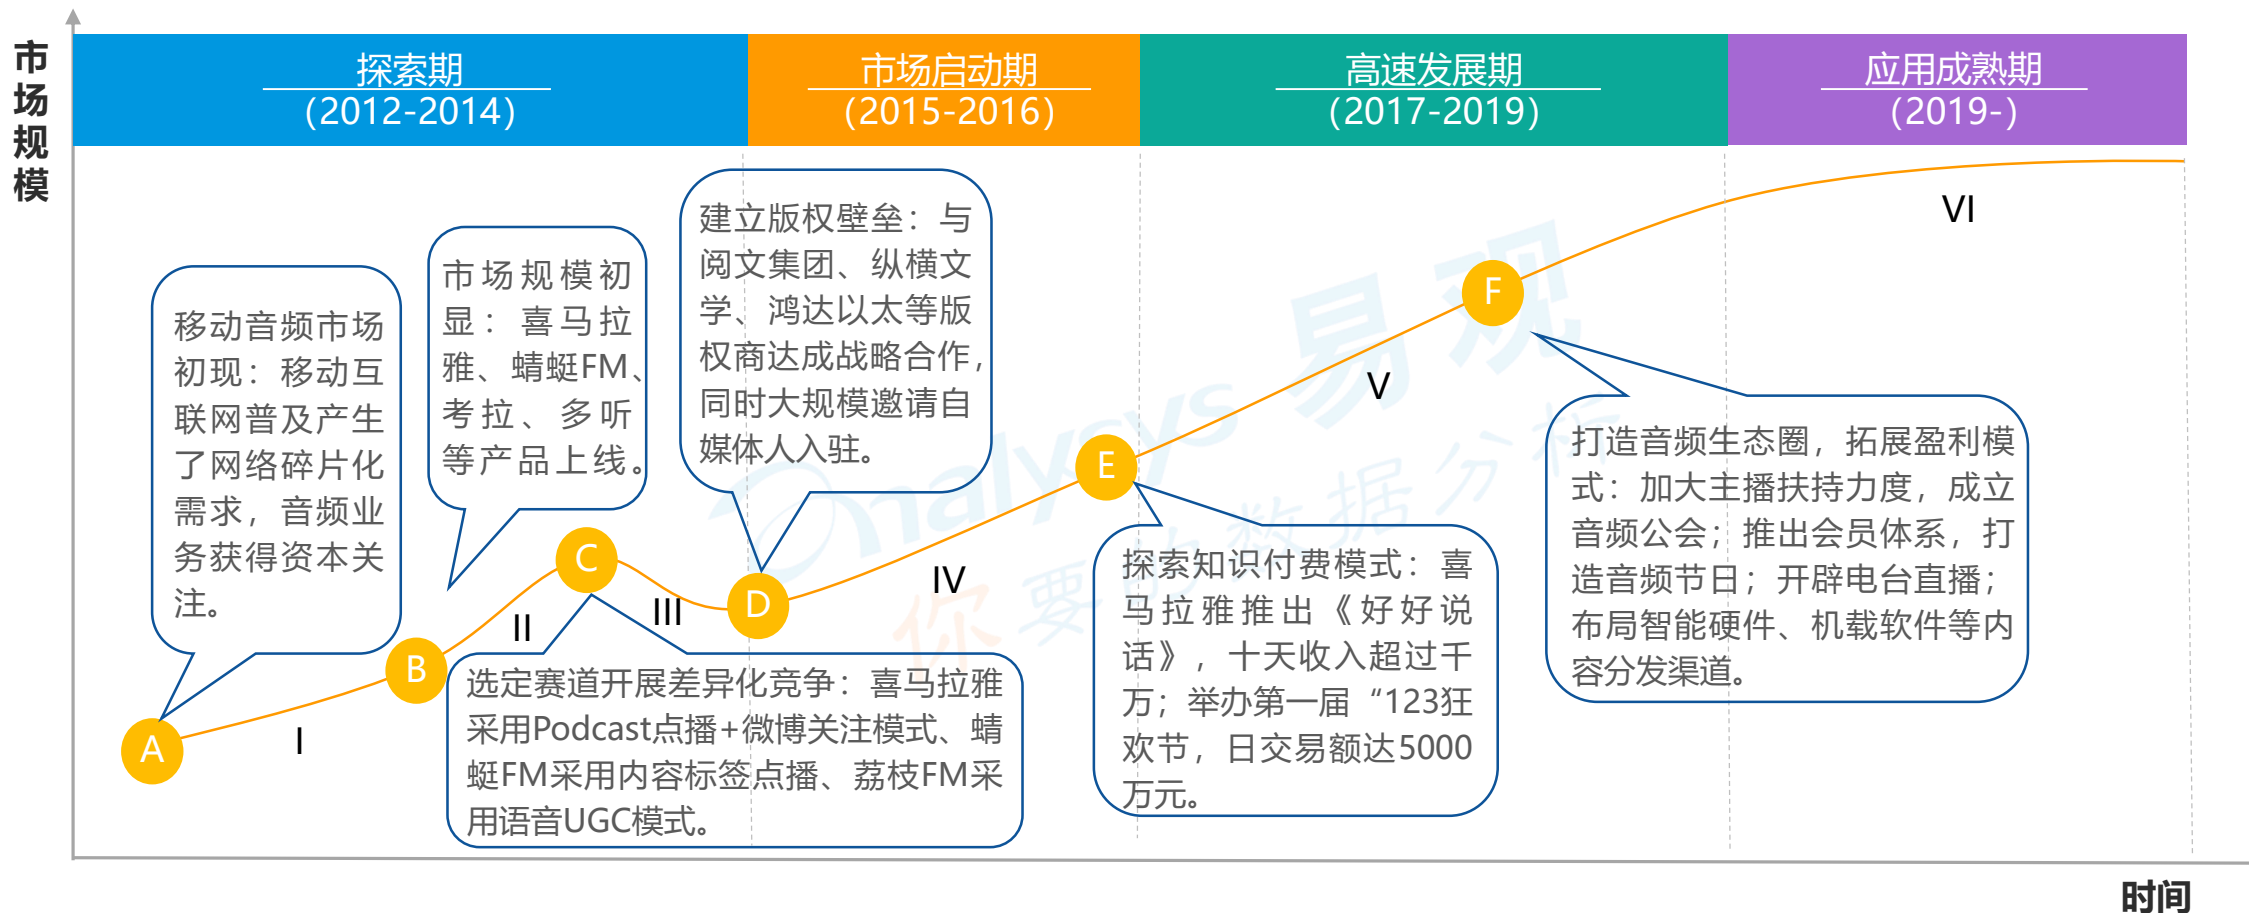 市场规模
探索期
（2012-2014）
市场启动期
（2015-2016）
高速发展期
（2017-2019）
应用成熟期
（2019-）
移动音频市场
初现：移动互
联网普及产生
了网络碎片化
需求，音频业
务获得资本关
注。
市场规模初
显：喜马拉
雅、蜻蜓FM、
考拉、多听
等产品上线。
建立版权壁垒：与
阅文集团、纵横文
学、鸿达以太等版
权商达成战略合作，
同时大规模邀请自
媒体人入驻。
选定赛道开展差异化竞争：喜马拉雅
采用Podcast点播+微博关注模式、蜻
蜓FM采用内容标签点播、荔枝FM采
用语音UGC模式。
探索知识付费模式：喜
马拉雅推出《好好说
话》，十天收入超过千
万；举办第一届“123狂
欢节，日交易额达5000
万元。
打造音频生态圈，拓展盈利模
式：加大主播扶持力度，成立
音频公会；推出会员体系，打
造音频节日；开辟电台直播；
布局智能硬件、机载软件等内
容分发渠道。
A
B
C
D
E
F
I
II
III
IV
V
VI
analysys 易观
你要的数据分析
时间